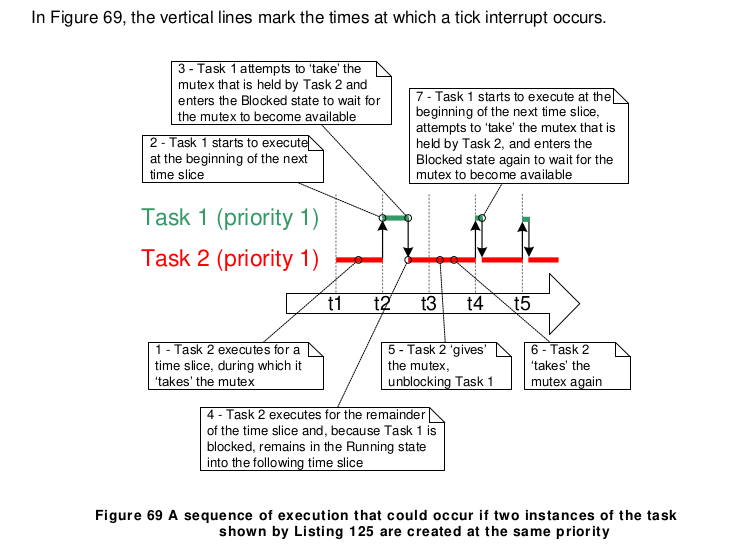 In Figure 69, the vertical lines mark the times at which a tick interrupt occurs.
3 - Task 1 attempts to ‘take’ the
mutex that is held by Task 2 and
enters the Blocked state to wait for
the mutex to become available
7 - Task 1 starts to execute at the
beginning of the next time slice,
attempts to ‘take’ the mutex that is
held by Task 2, and enters the
Blocked state again to wait for the
mutex to become available
2 - Task 1 starts to execute
at the beginning of the next
time slice
Task 1 (priority 1)
Task 2 (priority 1)
t1 t2 t3 t4 t5
1 - Task 2 executes for a
time slice, during which it
‘takes’ the mutex
5 - Task 2 ‘gives’
the mutex,
unblocking Task 1
6 - Task 2
‘takes’ the
mutex again
4 - Task 2 executes for the remainder
of the time slice and, because Task 1 is
blocked, remains in the Running state
into the following time slice
Figure 69 A sequence of execution that could occur if two instances of the task
shown by Listing 125 are created at the same priority